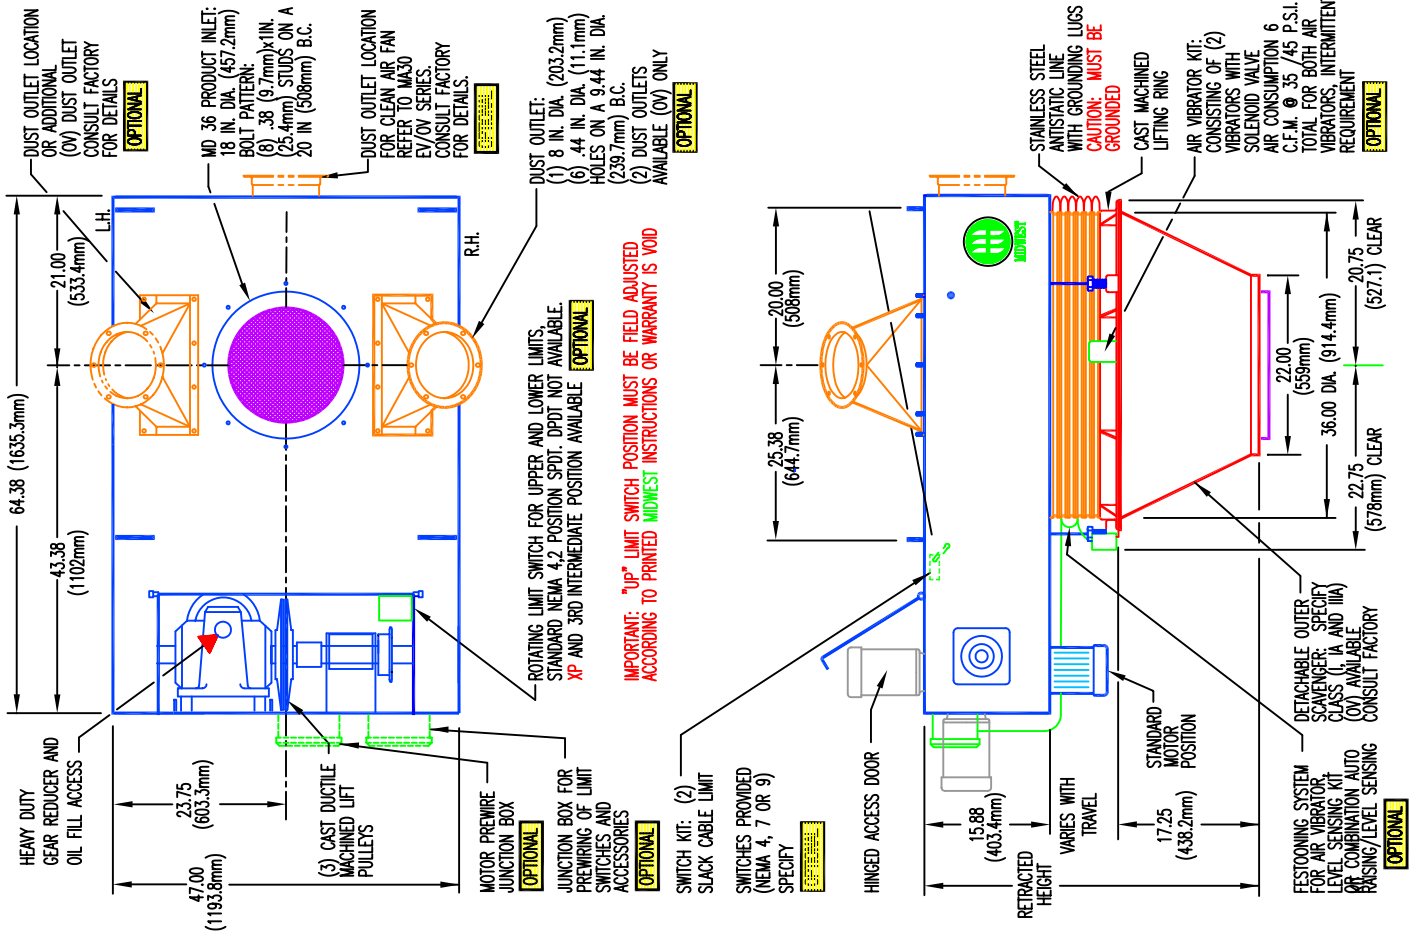 DUST OUTLET LOCATION
OR ADDITIONAL
(OV) DUST OUTLET
CONSULT FACTORY
FOR DETAILS
OPTIONAL
MD 36 PRODUCT INLET:
18 IN. DIA. (457.2mm)
BOLT PATTERN:
(8) .38 (9.7mm)x1IN.
(25.4mm) STUDS ON A
20 IN (508mm) B.C.
DUST OUTLET LOCATION
FOR CLEAN AIR FAN
REFER TO MA30
EV/OV SERIES.
CONSULT FACTORY
FOR DETAILS.
DUST OUTLET:
(1) 8 IN. DIA. (203.2mm)
(6) .44 IN. DIA. (11.1mm)
HOLES ON A 9.44 IN. DIA.
(239.7mm) B.C.
(2) DUST OUTLETS
AVAILABLE (OV) ONLY
OPTIONAL
64.38 (1635.3mm)
21.00
(533.4mm)
43.38
(1102mm)
L.H.
R.H.
HEAVY DUTY
GEAR REDUCER AND
OIL FILL ACCESS
23.75
(603.3mm)
47.00
(1193.8mm)
(3) CAST DUCTILE
MACHINED LIFT
PULLEYS
MOTOR PREWIRE
JUNCTION BOX
OPTIONAL
JUNCTION BOX FOR
PREWIRING OF LIMIT
SWITCHES AND
ACCESSORIES
OPTIONAL
ROTATING LIMIT SWITCH FOR UPPER AND LOWER LIMITS,
STANDARD NEMA 4,2 POSITION SPDT. DPDT NOT AVAILABLE.
XP AND 3RD INTERMEDIATE POSITION AVAILABLE OPTIONAL
IMPORTANT: "UP" LIMIT SWITCH POSITION MUST BE FIELD ADJUSTED
ACCORDING TO PRINTED MIDWEST INSTRUCTIONS OR WARRANTY IS VOID
SWITCH KIT: (2)
SLACK CABLE LIMIT
SWITCHES PROVIDED
(NEMA 4, 7 OR 9)
SPECIFY
HINGED ACCESS DOOR
20.00
(508mm)
25.38
(644.7mm)
MIDWEST
STAINLESS STEEL
ANTISTATIC LINE
WITH GROUNDING LUGS
CAUTION: MUST BE
GROUNDED
CAST MACHINED
LIFTING RING
AIR VIBRATOR KIT:
CONSISTING OF (2)
VIBRATORS WITH
SOLENOID VALVE
AIR CONSUMPTION 6
C.F.M. @ 35 /45 P.S.I.
TOTAL FOR BOTH AIR
VIBRATORS, INTERMITTENT
REQUIREMENT
OPTIONAL
15.88
(403.4mm)
RETRACTED
HEIGHT
VARIES WITH
TRAVEL
17.25
(438.2mm)
STANDARD
MOTOR
POSITION
22.00
(559mm)
36.00 DIA. (914.4mm)
20.75
(527.1) CLEAR
22.75
(578mm) CLEAR
DETACHABLE OUTER
SCAVENGER: SPECIFY
CLASS (I, IA AND IIIA)
(OV) AVAILABLE
CONSULT FACTORY
FESTOONING SYSTEM
FOR AIR VIBRATOR,
LEVEL SENSING KIT
OR COMBINATION AUTO
RAISING/LEVEL SENSING
OPTIONAL